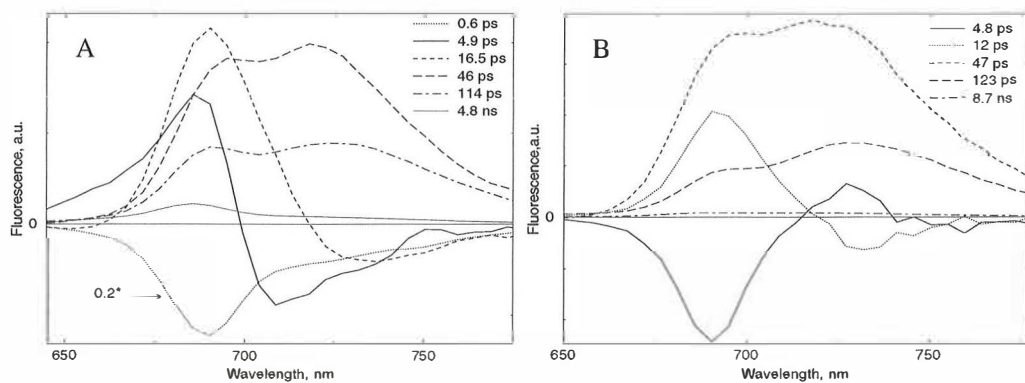 A
0.6 ps
4.9 ps
16.5 ps
46 ps
114 ps
4.8 ns
Fluorescence, a.u.
0
0.2*
650
700
750
Wavelength, nm
B
4.8 ps
12 ps
47 ps
123 ps
8.7 ns
Fluorescence,a.u.
0
650
700
750
Wavelength, nm